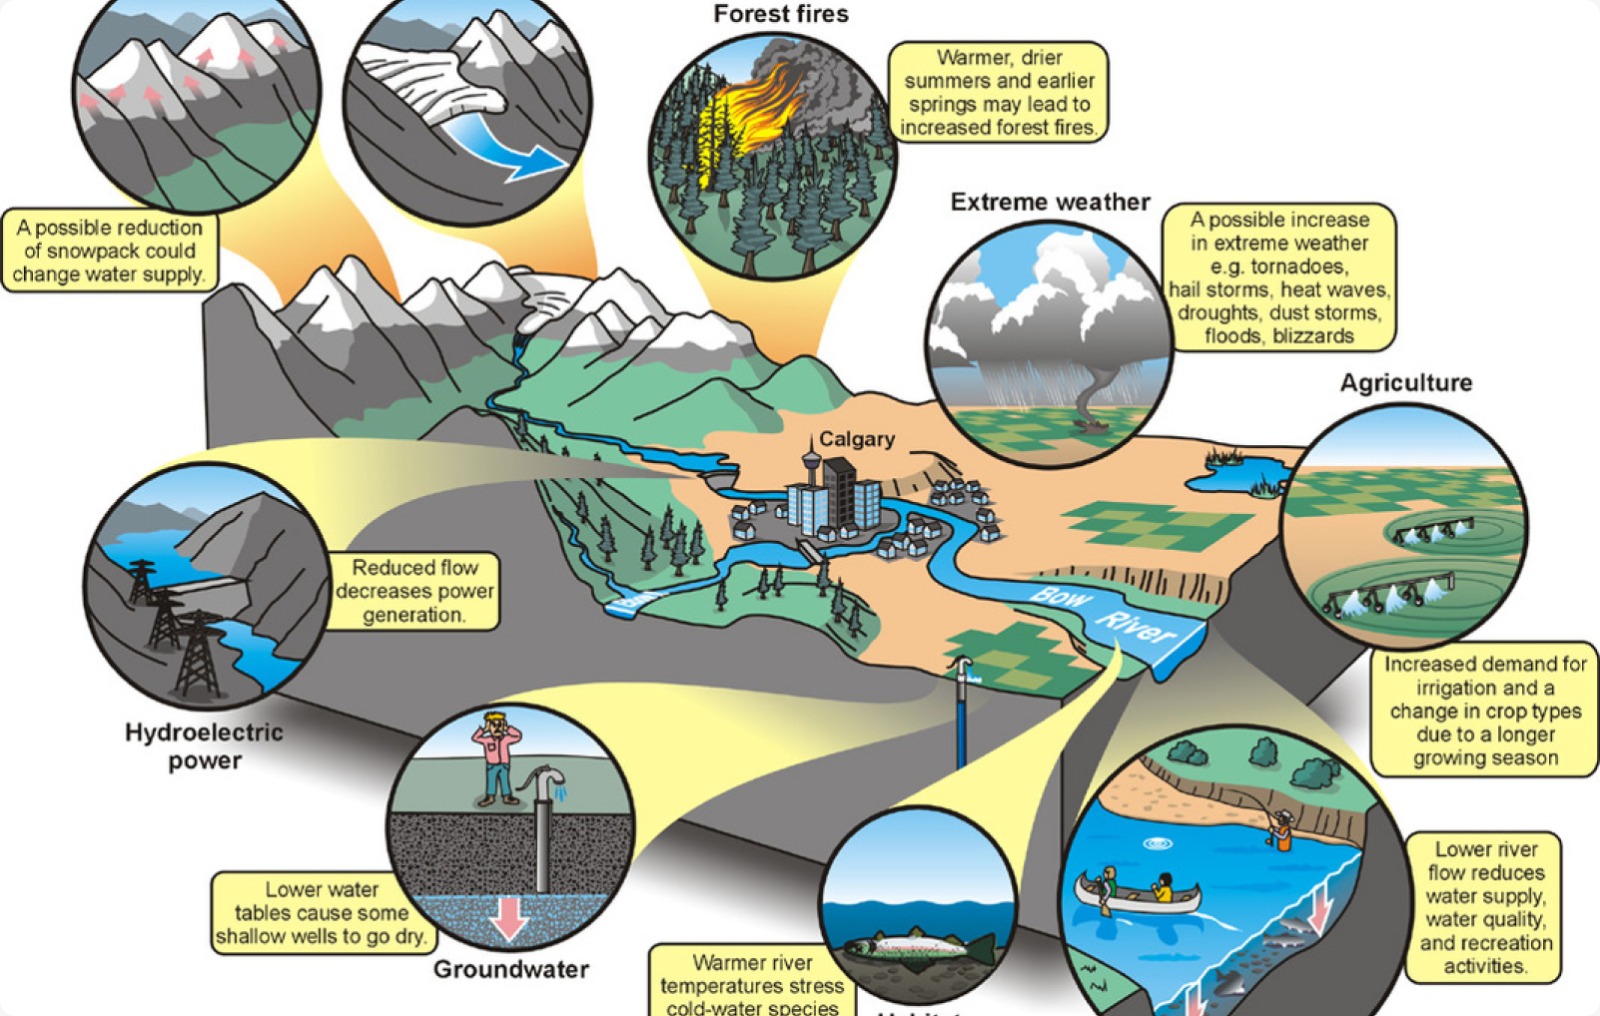 Forest fires
Warmer, drier
summers and earlier
springs may lead to
increased forest fires.
Extreme weather
A possible increase
in extreme weather
e.g. tornadoes,
hail storms, heat waves,
droughts, dust storms,
floods, blizzards
A possible reduction
of snowpack could
change water supply.
Agriculture
Calgary
Reduced flow
decreases power
generation.
Hydroelectric
power
Bow
River
Bow
Increased demand for
irrigation and a
change in crop types
due to a longer
growing season
Lower water
tables cause some
shallow wells to go dry.
Groundwater
Lower river
flow reduces
water supply,
water quality,
and recreation
activities.
Warmer river
temperatures stress
cold-water species
Habitat